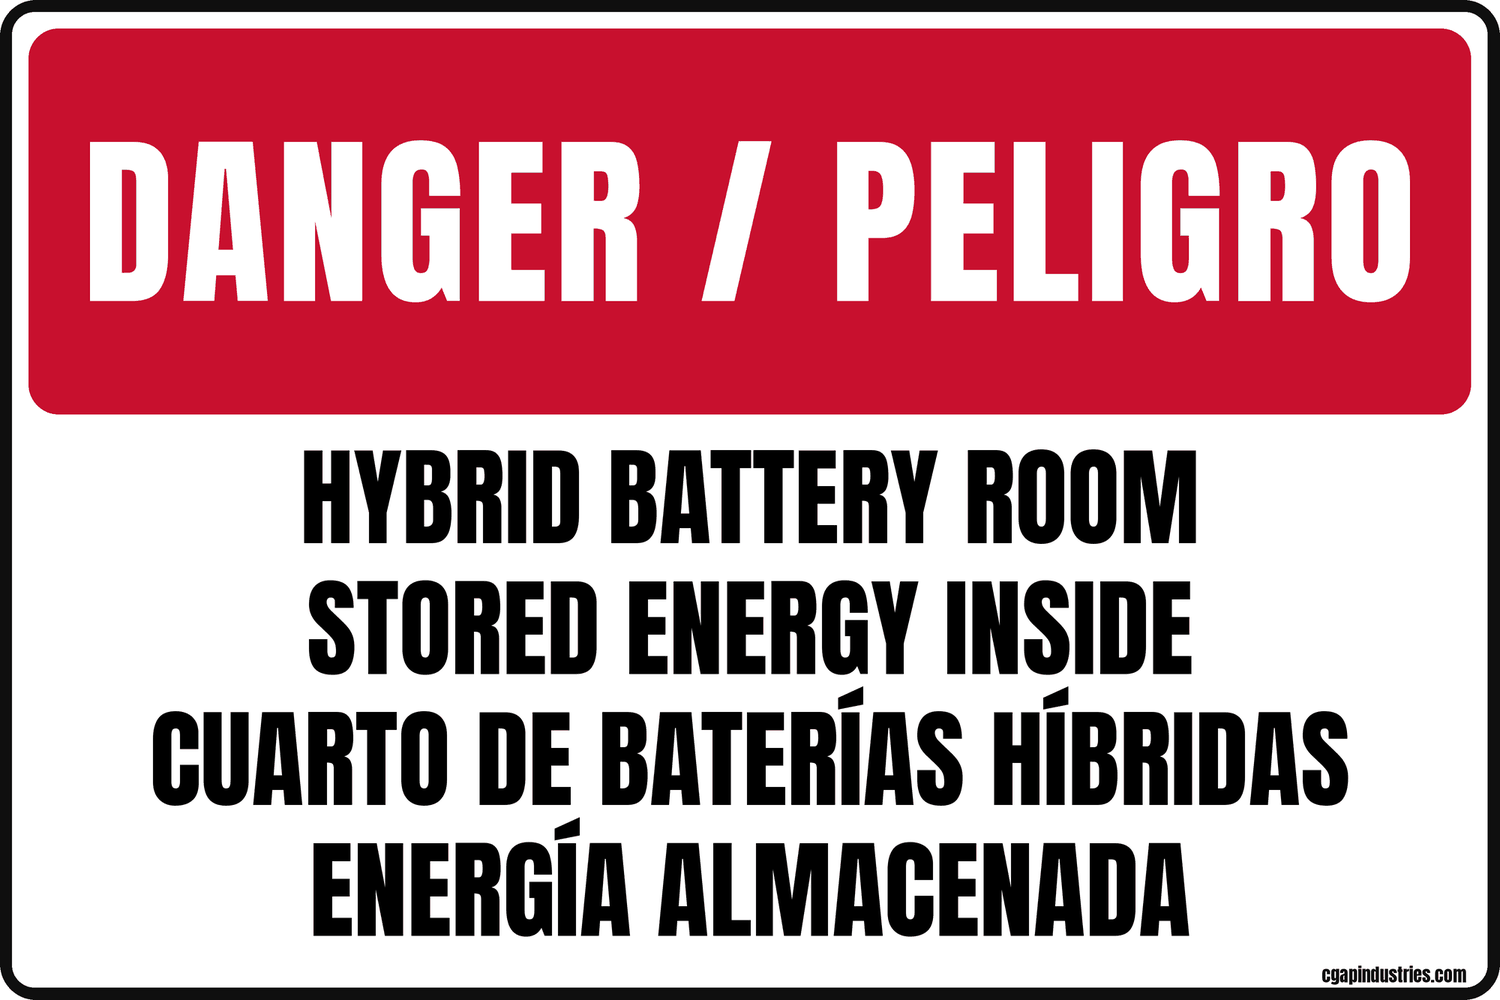 DANGER / PELIGRO
HYBRID BATTERY ROOM
STORED ENERGY INSIDE
CUARTO DE BATERÍAS HÍBRIDAS
ENERGÍA ALMACENADA
cgapindustries.com